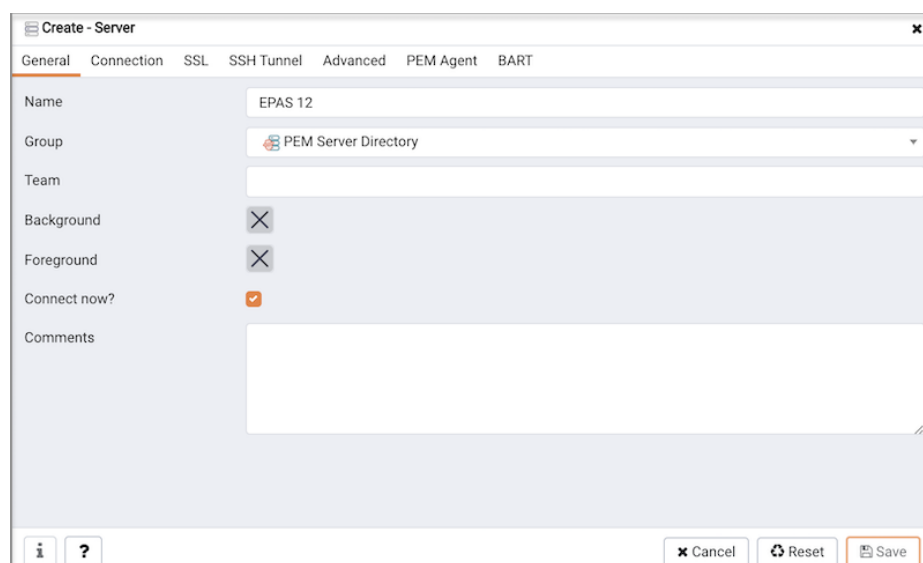 Create - Server
General Connection SSL SSH Tunnel Advanced PEM Agent BART
Name EPAS 12
Group PEM Server Directory
Team
Background
Foreground
Connect now?
Comments
i ? Cancel Reset Save